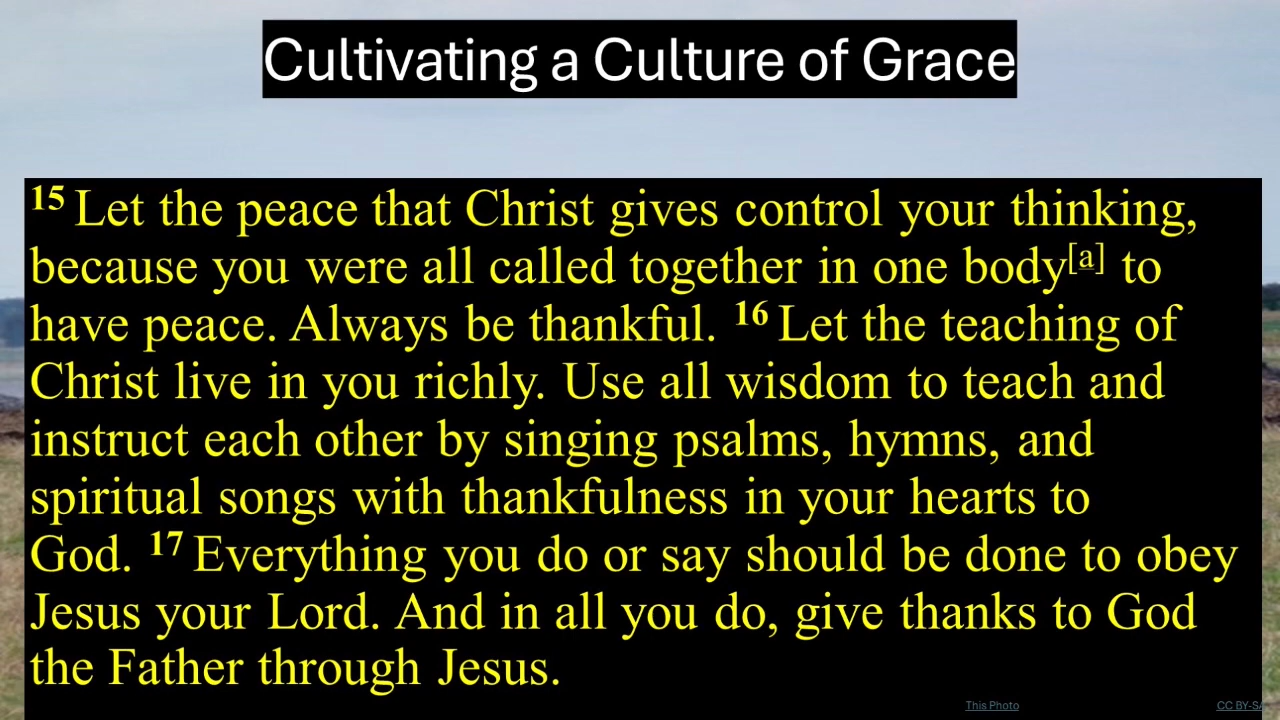 Cultivating a Culture of Grace
15 Let the peace that Christ gives control your thinking,
because you were all called together in one body[a] to
have peace. Always be thankful. 16 Let the teaching of
Christ live in you richly. Use all wisdom to teach and
instruct each other by singing psalms, hymns, and
spiritual songs with thankfulness in your hearts to
God. 17 Everything you do or say should be done to obey
Jesus your Lord. And in all you do, give thanks to God
the Father through Jesus.
This Photo CC BY-SA